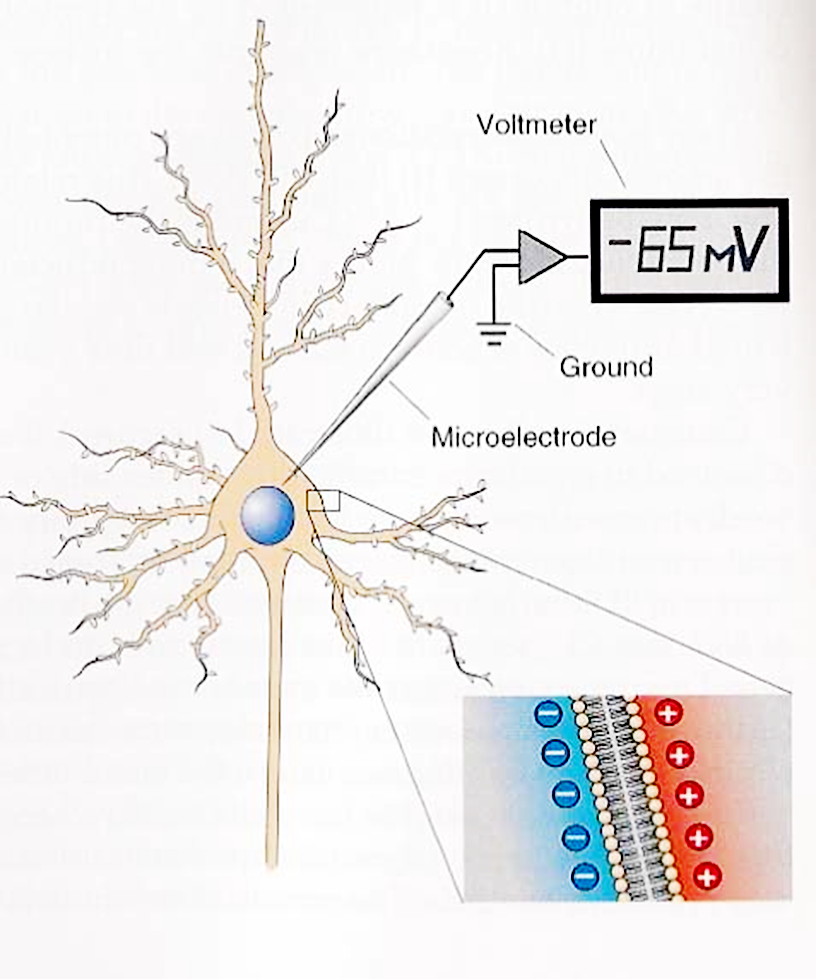 Voltmeter
-65 mV
Ground
Microelectrode
− +
− +
− +
− +
− +